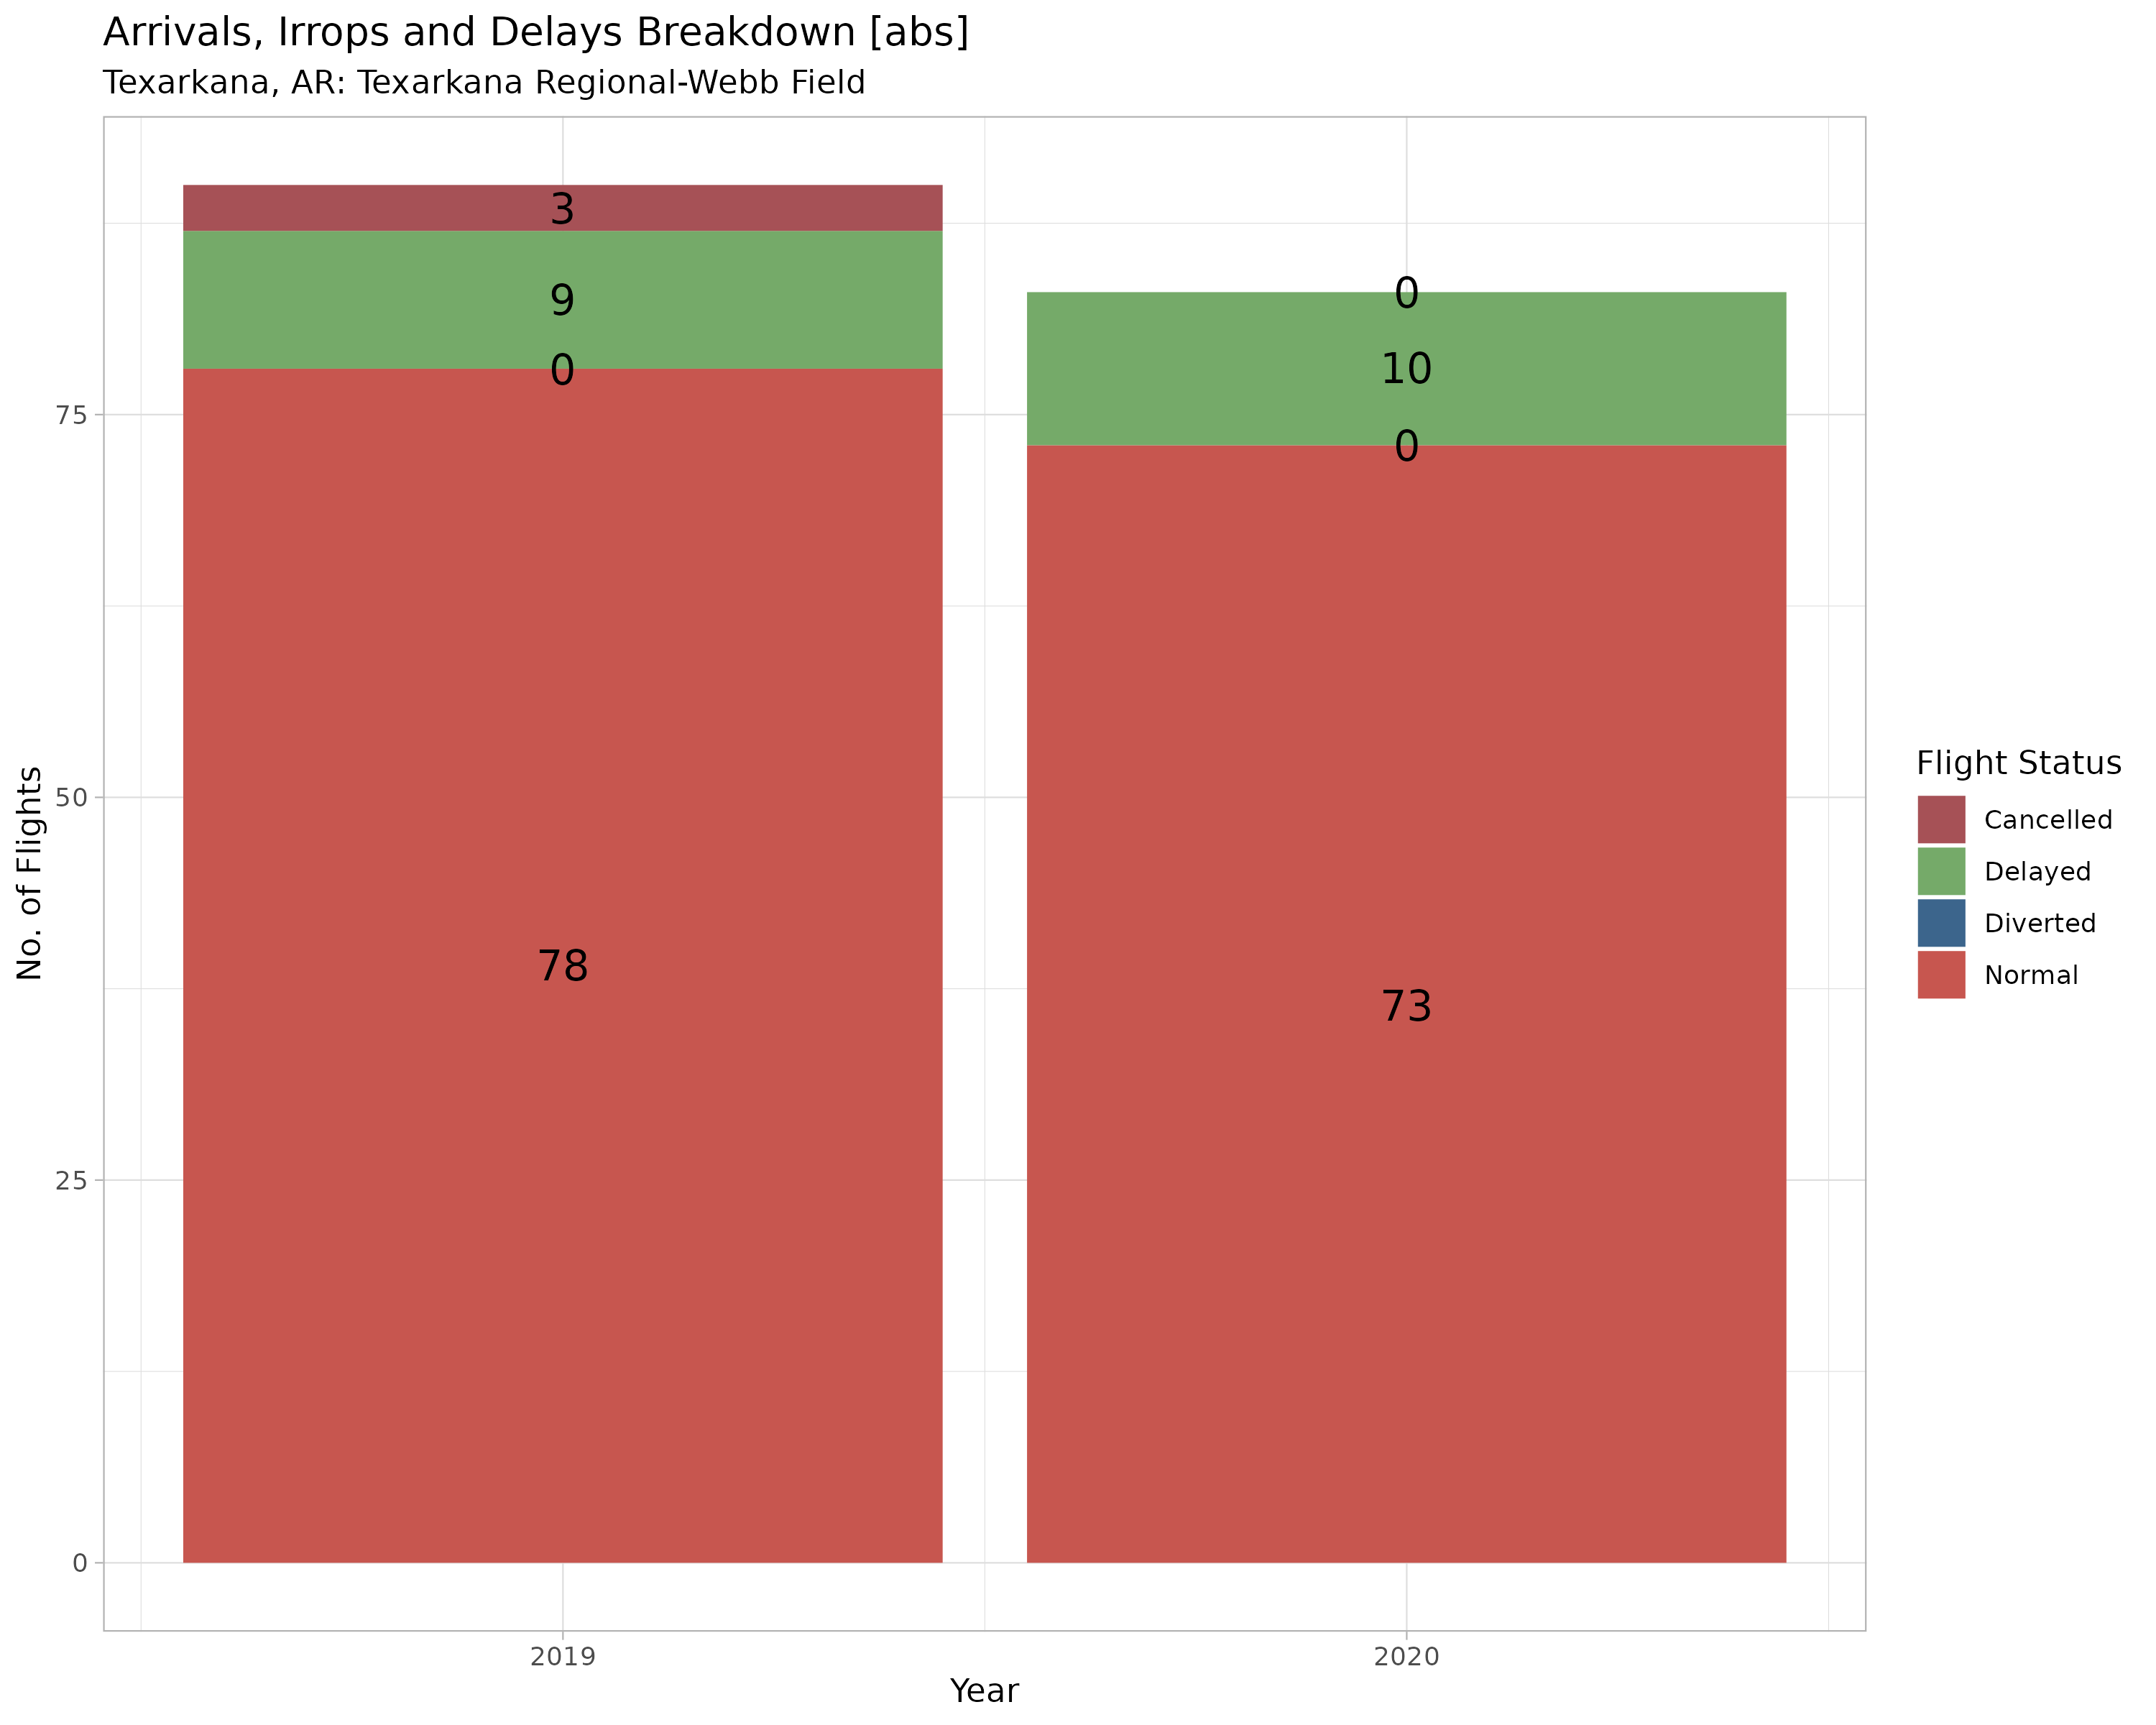 Arrivals, Irrops and Delays Breakdown [abs]
Texarkana, AR: Texarkana Regional-Webb Field
3
9
0
78
0
10
0
73
75
50
25
0
No. of Flights
2019
2020
Year
Flight Status
Cancelled
Delayed
Diverted
Normal